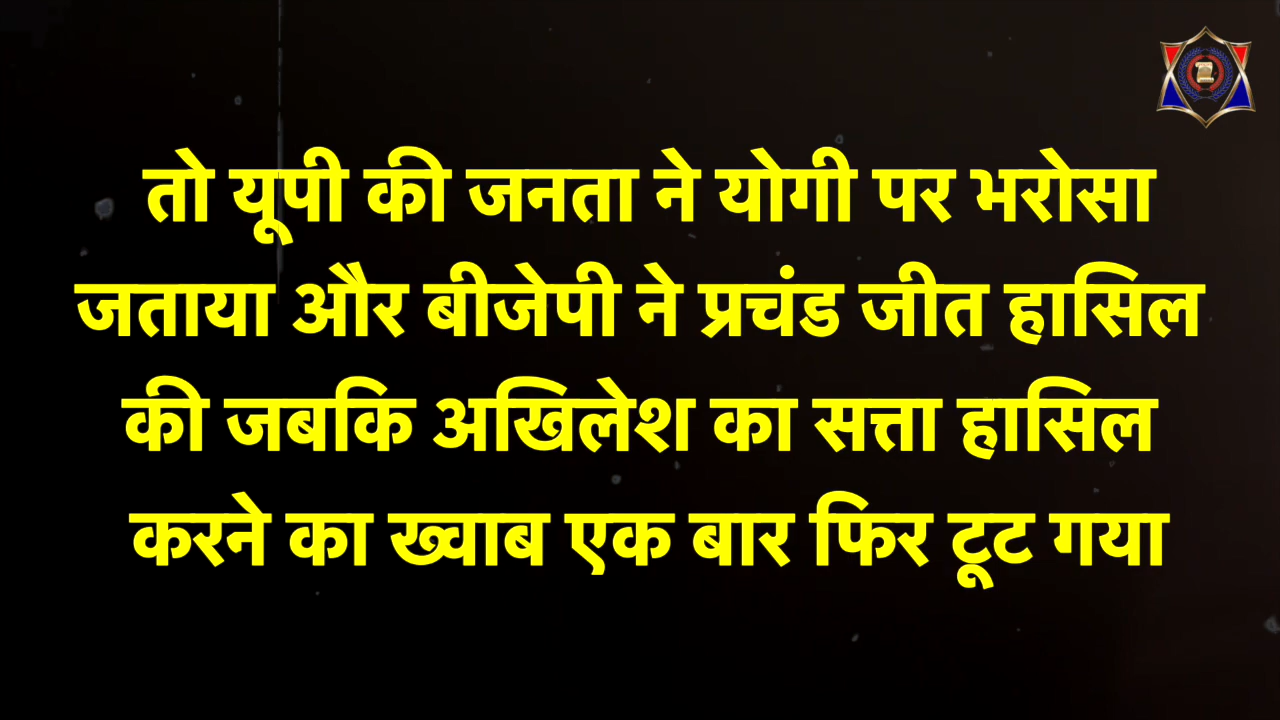 तो यूपी की जनता ने योगी पर भरोसा
जताया और बीजेपी ने प्रचंड जीत हासिल
की जबकि अखिलेश का सत्ता हासिल
करने का ख्वाब एक बार फिर टूट गया